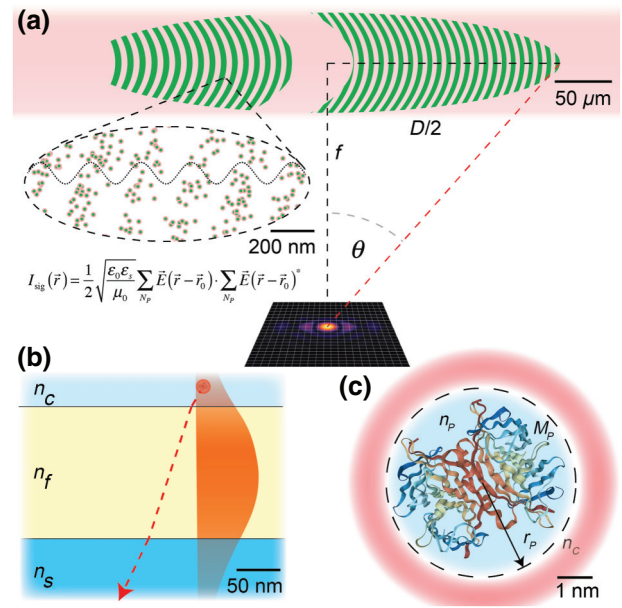 (a)
f
D/2
50 µm
θ
200 nm
I_sig(r⃗) = 1/2 √(ε₀ε_s/μ₀) ∑_{N_P} E⃗(r⃗ − r⃗₀) · ∑_{N_P} E⃗(r⃗ − r⃗₀)*
(b)
n_c
n_f
n_s
50 nm
(c)
n_P
M_P
r_P
n_c
1 nm